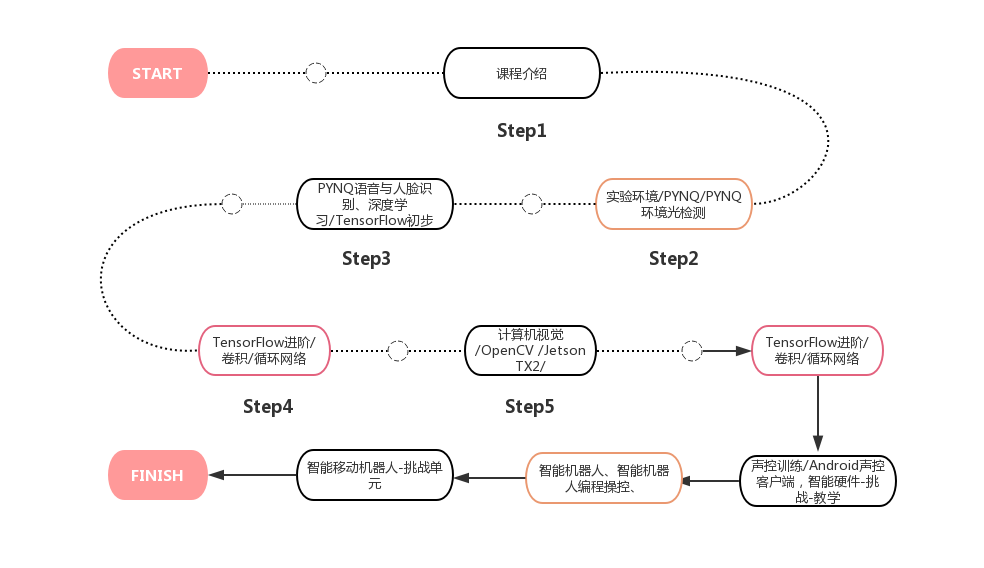 START
课程介绍
Step1
实验环境/PYNQ/PYNQ
环境光检测
Step2
PYNQ语音与人脸识
别、深度学
习/TensorFlow初步
Step3
TensorFlow进阶/
卷积/循环网络
Step4
计算机视觉
/OpenCV /Jetson
TX2/
Step5
TensorFlow进阶/
卷积/循环网络
声控训练/Android声控
客户端，智能硬件-挑
战-教学
智能机器人、智能机器
人编程操控、
智能移动机器人-挑战单
元
FINISH